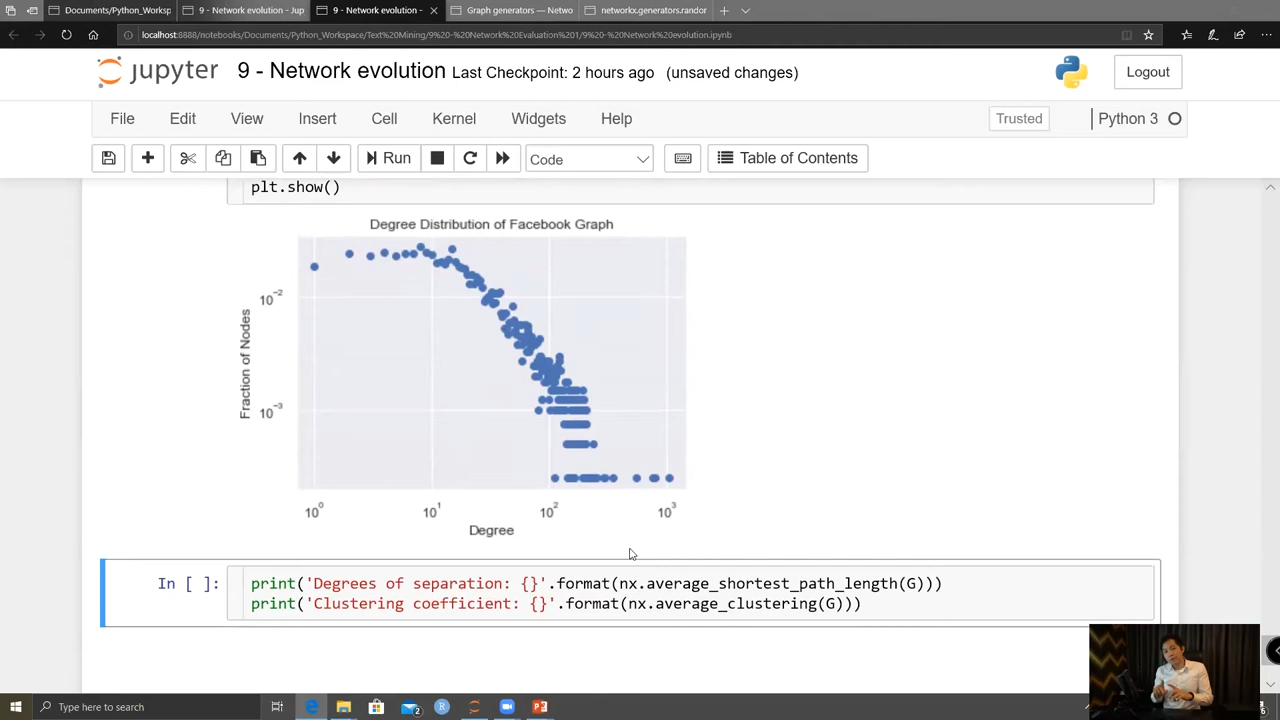 Documents/Python_Worksp
9 - Network evolution - Jup
9 - Network evolution -
Graph generators — Netwo
networkx.generators.randor
localhost:8888/notebooks/Documents/Python_Workspace/Text%20Mining/9%20-%20Network%20Evaluation%201/9%20-%20Network%20evolution.ipynb
jupyter 9 - Network evolution Last Checkpoint: 2 hours ago (unsaved changes)
Logout
File Edit View Insert Cell Kernel Widgets Help
Trusted
Python 3
Run
Code
Table of Contents
plt.show()
Degree Distribution of Facebook Graph
Fraction of Nodes
10⁻²
10⁻³
10⁰ 10¹ 10² 10³
Degree
In [ ]:
print('Degrees of separation: {}'.format(nx.average_shortest_path_length(G)))
print('Clustering coefficient: {}'.format(nx.average_clustering(G)))
Type here to search